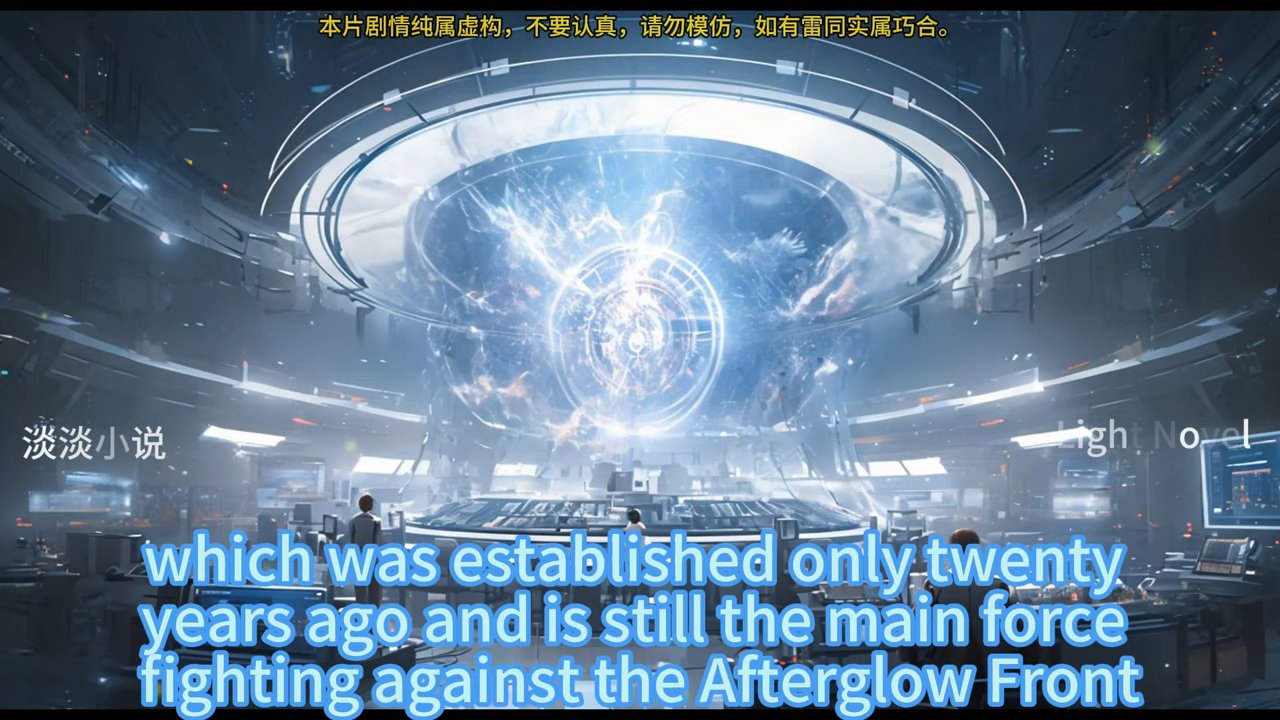 本片剧情纯属虚构，不要认真，请勿模仿，如有雷同实属巧合。
淡淡小说
Light Novel
which was established only twenty
years ago and is still the main force
fighting against the Afterglow Front